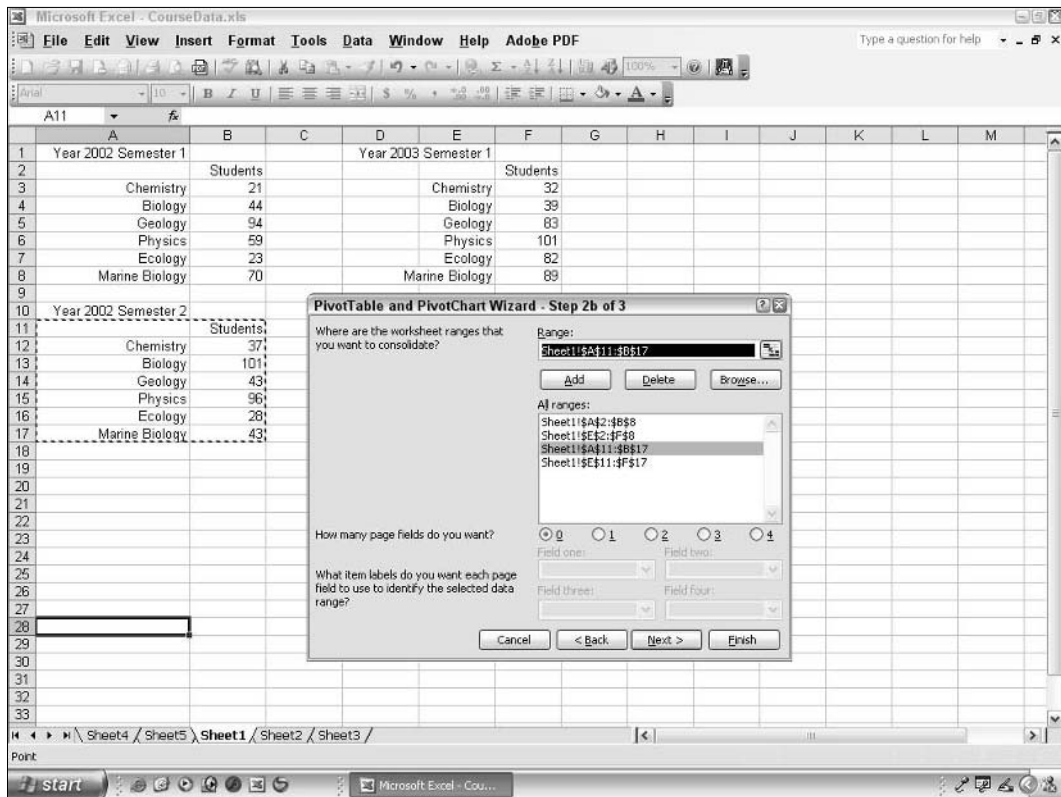 Microsoft Excel - CourseData.xls
File Edit View Insert Format Tools Data Window Help Adobe PDF Type a question for help
100%
Arial 10 B I U $ % , A
A11 fx
A B C D E F G H I J K L M
1 Year 2002 Semester 1 Year 2003 Semester 1
2 Students Students
3 Chemistry 21 Chemistry 32
4 Biology 44 Biology 39
5 Geology 94 Geology 83
6 Physics 59 Physics 101
7 Ecology 23 Ecology 82
8 Marine Biology 70 Marine Biology 89
9
10 Year 2002 Semester 2
11 Students
12 Chemistry 37
13 Biology 101
14 Geology 43
15 Physics 96
16 Ecology 28
17 Marine Biology 43
18
19
20
21
22
23
24
25
26
27
28
29
30
31
32
33
PivotTable and PivotChart Wizard - Step 2b of 3
Where are the worksheet ranges that
you want to consolidate?
Range:
Sheet1!$A$11:$B$17
Add Delete Browse...
All ranges:
Sheet1!$A$2:$B$8
Sheet1!$E$2:$F$8
Sheet1!$A$11:$B$17
Sheet1!$E$11:$F$17
How many page fields do you want?
0 1 2 3 4
Field one: Field two:
What item labels do you want each page
field to use to identify the selected data
range?
Field three: Field four:
Cancel < Back Next > Finish
Sheet4 Sheet5 Sheet1 Sheet2 Sheet3
Point
start Microsoft Excel - Cou...